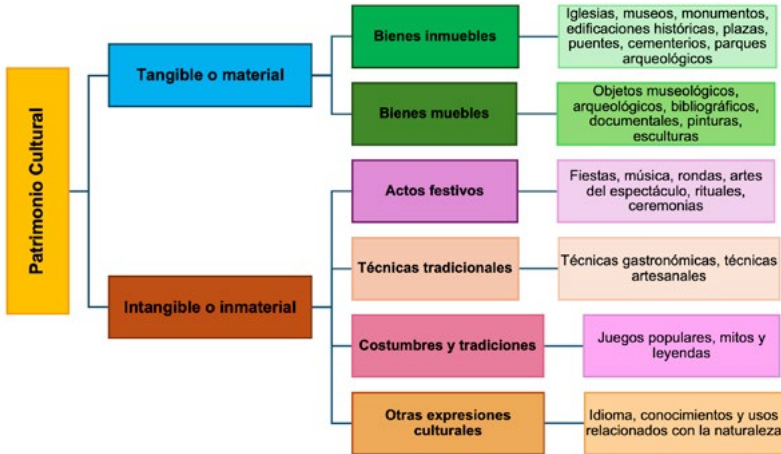 Patrimonio Cultural
Tangible o material
Bienes inmuebles
Iglesias, museos, monumentos,
edificaciones históricas, plazas,
puentes, cementerios, parques
arqueológicos
Bienes muebles
Objetos museológicos,
arqueológicos, bibliográficos,
documentales, pinturas,
esculturas
Intangible o inmaterial
Actos festivos
Fiestas, música, rondas, artes
del espectáculo, rituales,
ceremonias
Técnicas tradicionales
Técnicas gastronómicas, técnicas
artesanales
Costumbres y tradiciones
Juegos populares, mitos y
leyendas
Otras expresiones
culturales
Idioma, conocimientos y usos
relacionados con la naturaleza